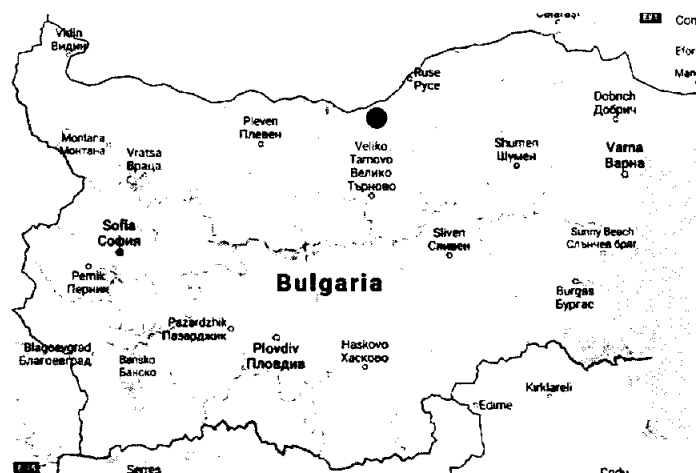 Vidin
Видин
Ruse
Русе
Dobrich
Добрич
Pleven
Плевен
Montana
Монтана
Vratsa
Враца
Veliko
Tarnovo
Велико
Търново
Shumen
Шумен
Varna
Варна
Sofia
София
Sliven
Сливен
Sunny Beach
Слънчев бряг
Pernik
Перник
Bulgaria
Burgas
Бургас
Pazardzhik
Пазарджик
Plovdiv
Пловдив
Haskovo
Хасково
Blagoevgrad
Благоевград
Bansko
Банско
Kırklareli
Edirne
Serres